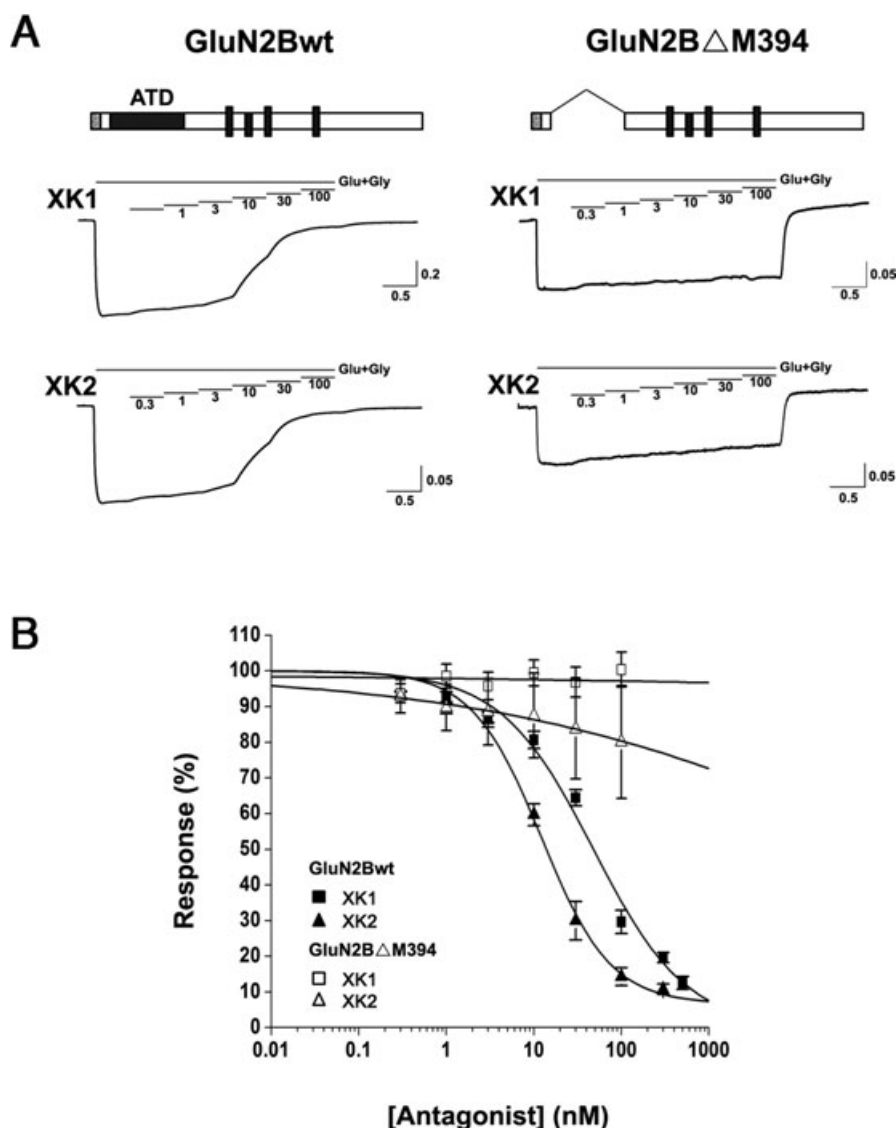 A
GluN2Bwt
GluN2B△M394
ATD
XK1
Glu+Gly
1 3 10 30 100
0.5 0.2
XK1
Glu+Gly
0.3 1 3 10 30 100
0.5 0.05
XK2
Glu+Gly
0.3 1 3 10 30 100
0.5 0.05
XK2
Glu+Gly
0.3 1 3 10 30 100
0.5 0.05
B
Response (%)
110
100
90
80
70
60
50
40
30
20
10
0
GluN2Bwt
XK1
XK2
GluN2B△M394
XK1
XK2
0.01 0.1 1 10 100 1000
[Antagonist] (nM)